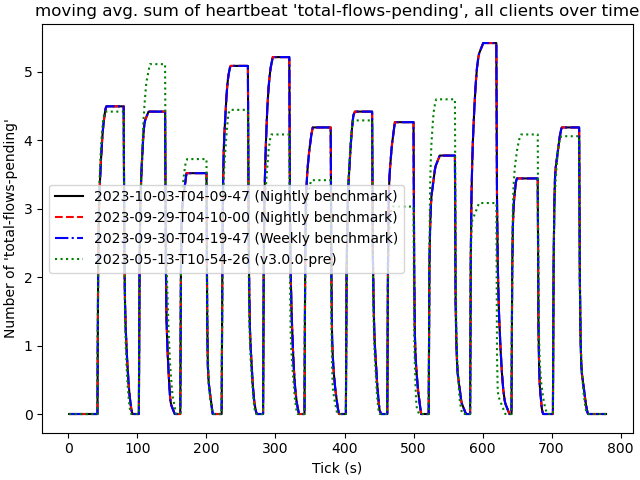 moving avg. sum of heartbeat 'total-flows-pending', all clients over time
Number of 'total-flows-pending'
5
4
3
2
1
0
2023-10-03-T04-09-47 (Nightly benchmark)
2023-09-29-T04-10-00 (Nightly benchmark)
2023-09-30-T04-19-47 (Weekly benchmark)
2023-05-13-T10-54-26 (v3.0.0-pre)
0 100 200 300 400 500 600 700 800
Tick (s)